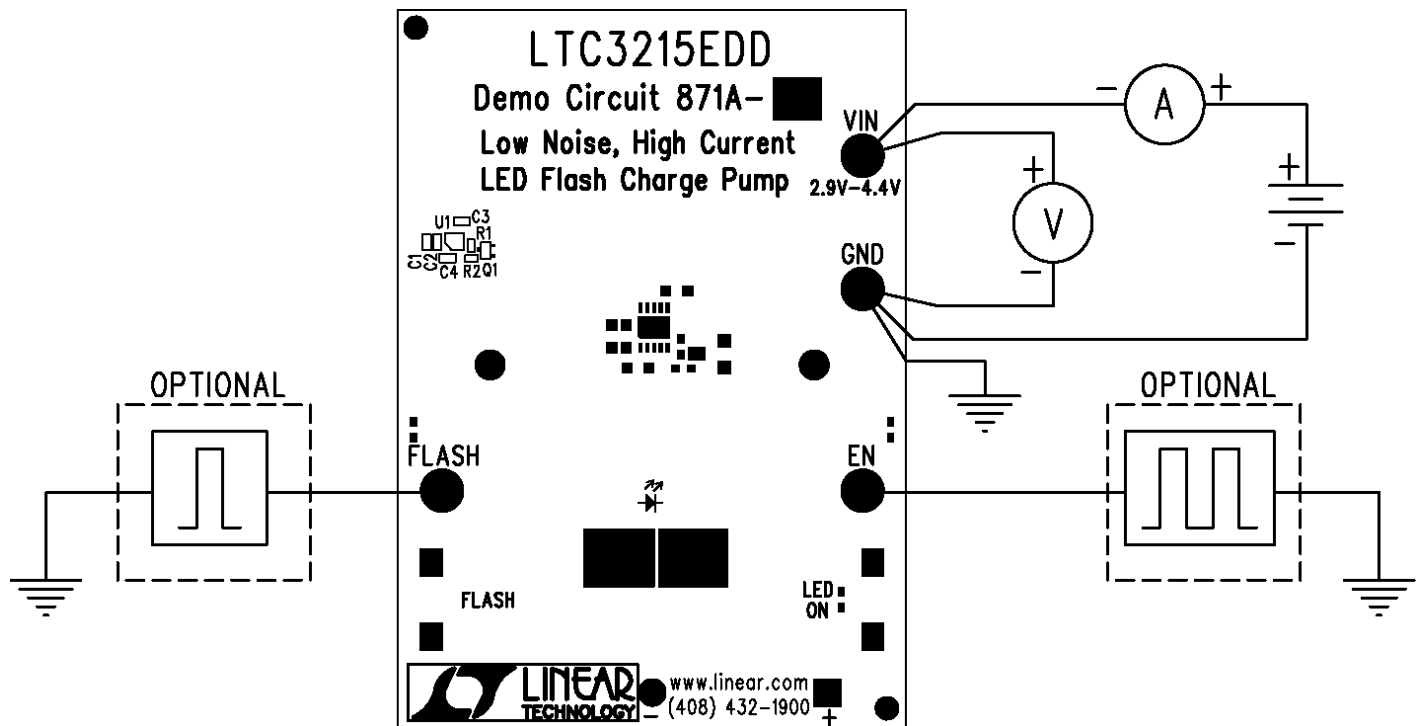 LTC3215EDD
Demo Circuit 871A-
Low Noise, High Current
LED Flash Charge Pump
VIN
2.9V-4.4V
- A +
+
V
-
+
-
U1 C3
R1
C1 C2 C4 R2 Q1
GND
OPTIONAL
OPTIONAL
FLASH
EN
FLASH
LED
ON
LINEAR
TECHNOLOGY
www.linear.com
(408) 432-1900
- +